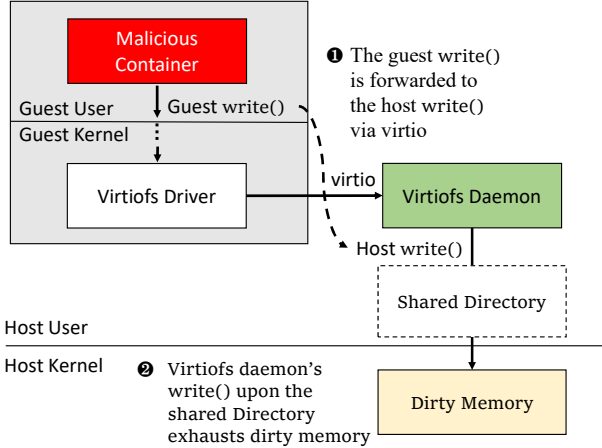 Malicious
Container
❶ The guest write()
is forwarded to
the host write()
via virtio
Guest User
Guest write()
Guest Kernel
Virtiofs Driver
virtio
Virtiofs Daemon
Host write()
Shared Directory
Host User
Host Kernel
❷ Virtiofs daemon's
write() upon the
shared Directory
exhausts dirty memory
Dirty Memory